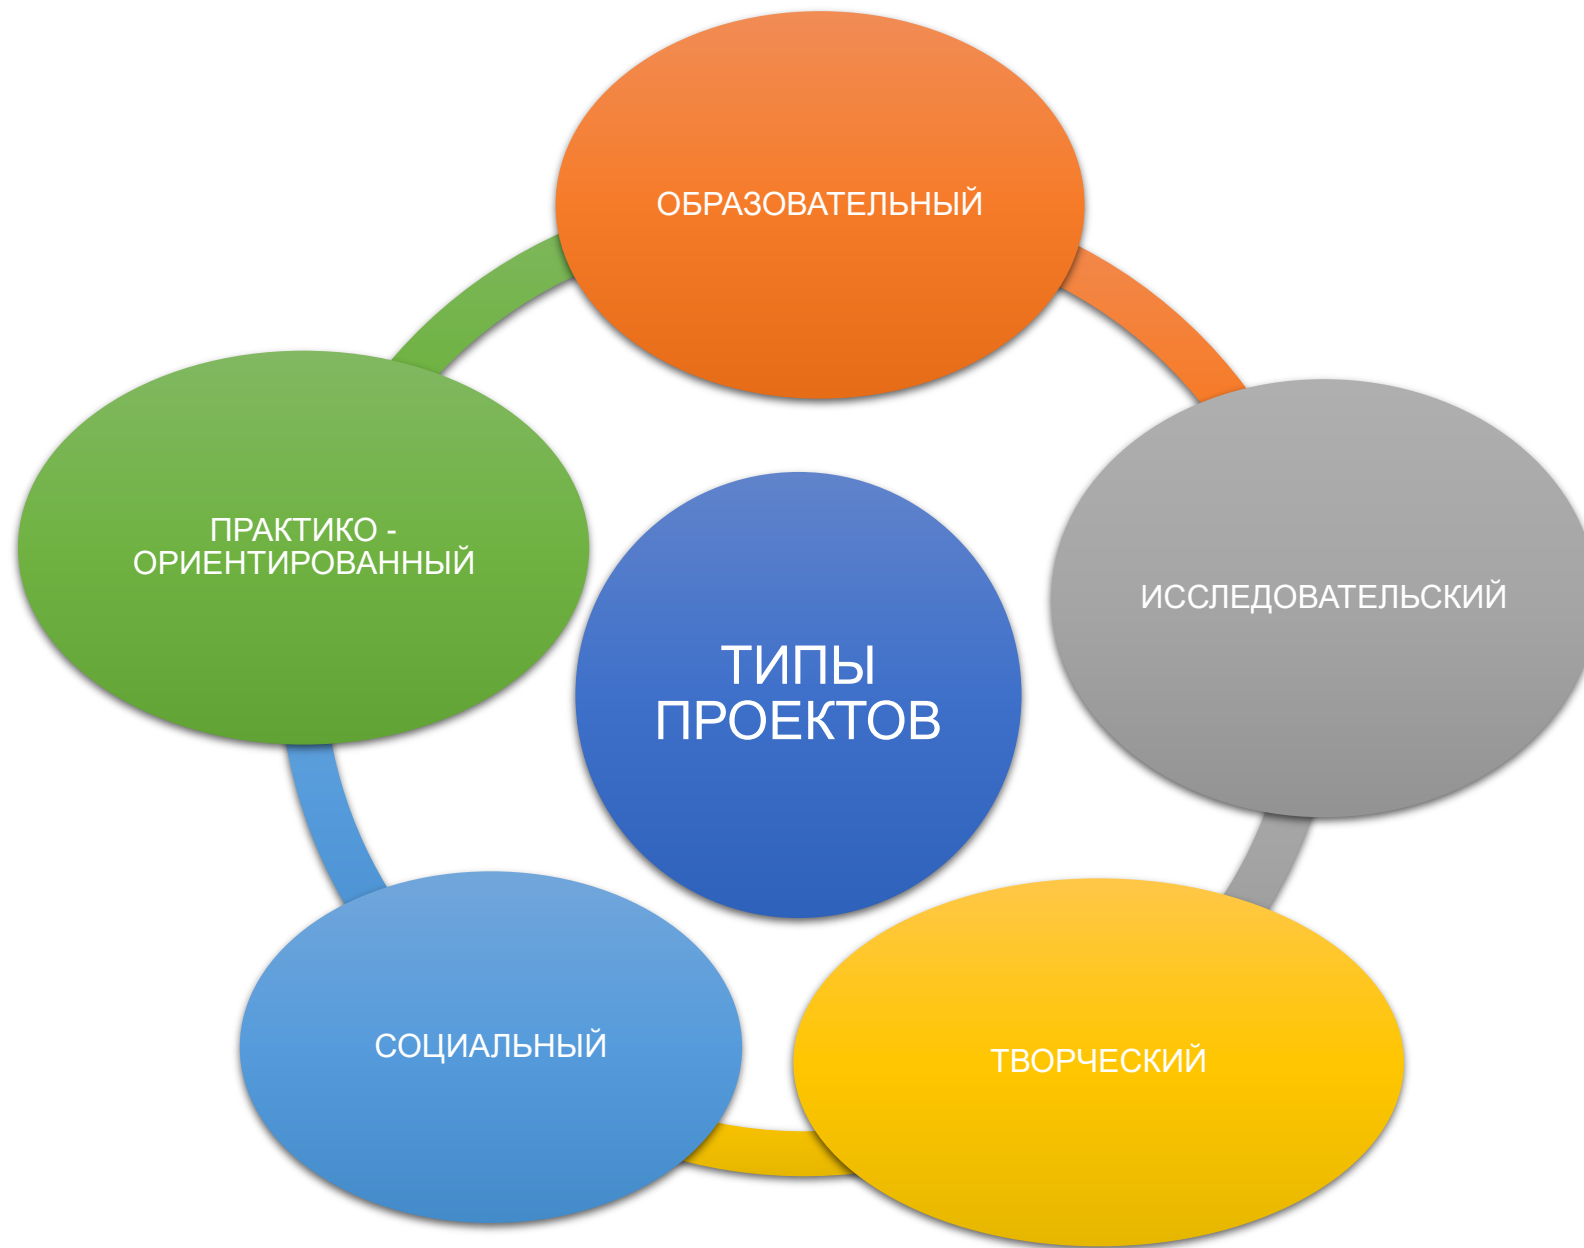 ОБРАЗОВАТЕЛЬНЫЙ
ПРАКТИКО -
ОРИЕНТИРОВАННЫЙ
ИССЛЕДОВАТЕЛЬСКИЙ
ТИПЫ
ПРОЕКТОВ
СОЦИАЛЬНЫЙ
ТВОРЧЕСКИЙ